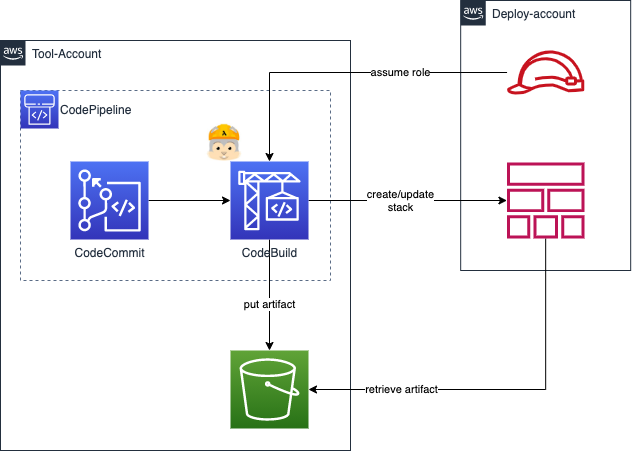 aws
Deploy-account
aws
Tool-Account
assume role
CodePipeline
create/update
stack
CodeCommit
CodeBuild
put artifact
retrieve artifact